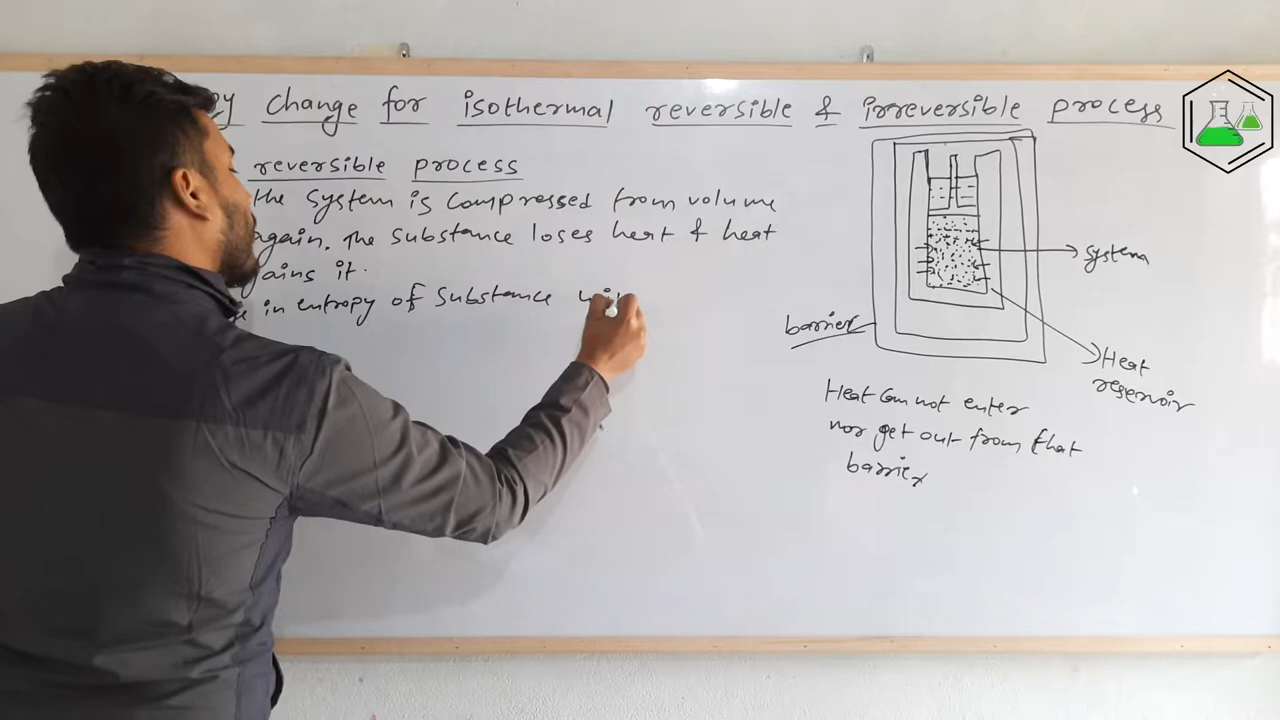 change for isothermal reversible & irreversible process
reversible process
the system is compressed from volume
again. The substance loses heat & heat
gains it.
in entropy of substance
system
barrier
Heat
reservoir
Heat can not enter
nor get out from that
barrier